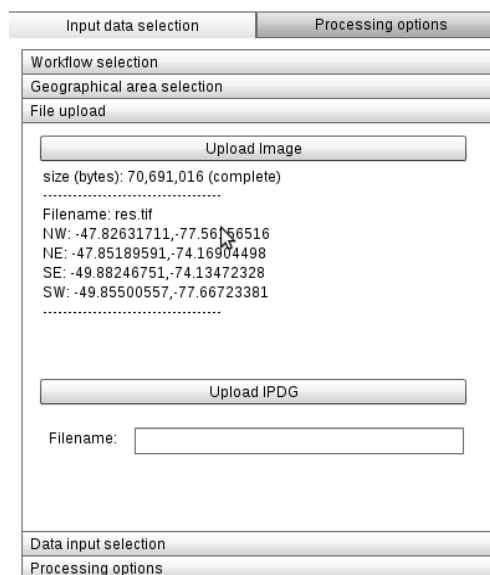 Input data selection
Processing options
Workflow selection
Geographical area selection
File upload
Upload Image
size (bytes): 70,691,016 (complete)
------------------------------------
Filename: res.tif
NW: -47.82631711,-77.56156516
NE: -47.85189591,-74.16904498
SE: -49.88246751,-74.13472328
SW: -49.85500557,-77.66723381
------------------------------------
Upload IPDG
Filename:
Data input selection
Processing options